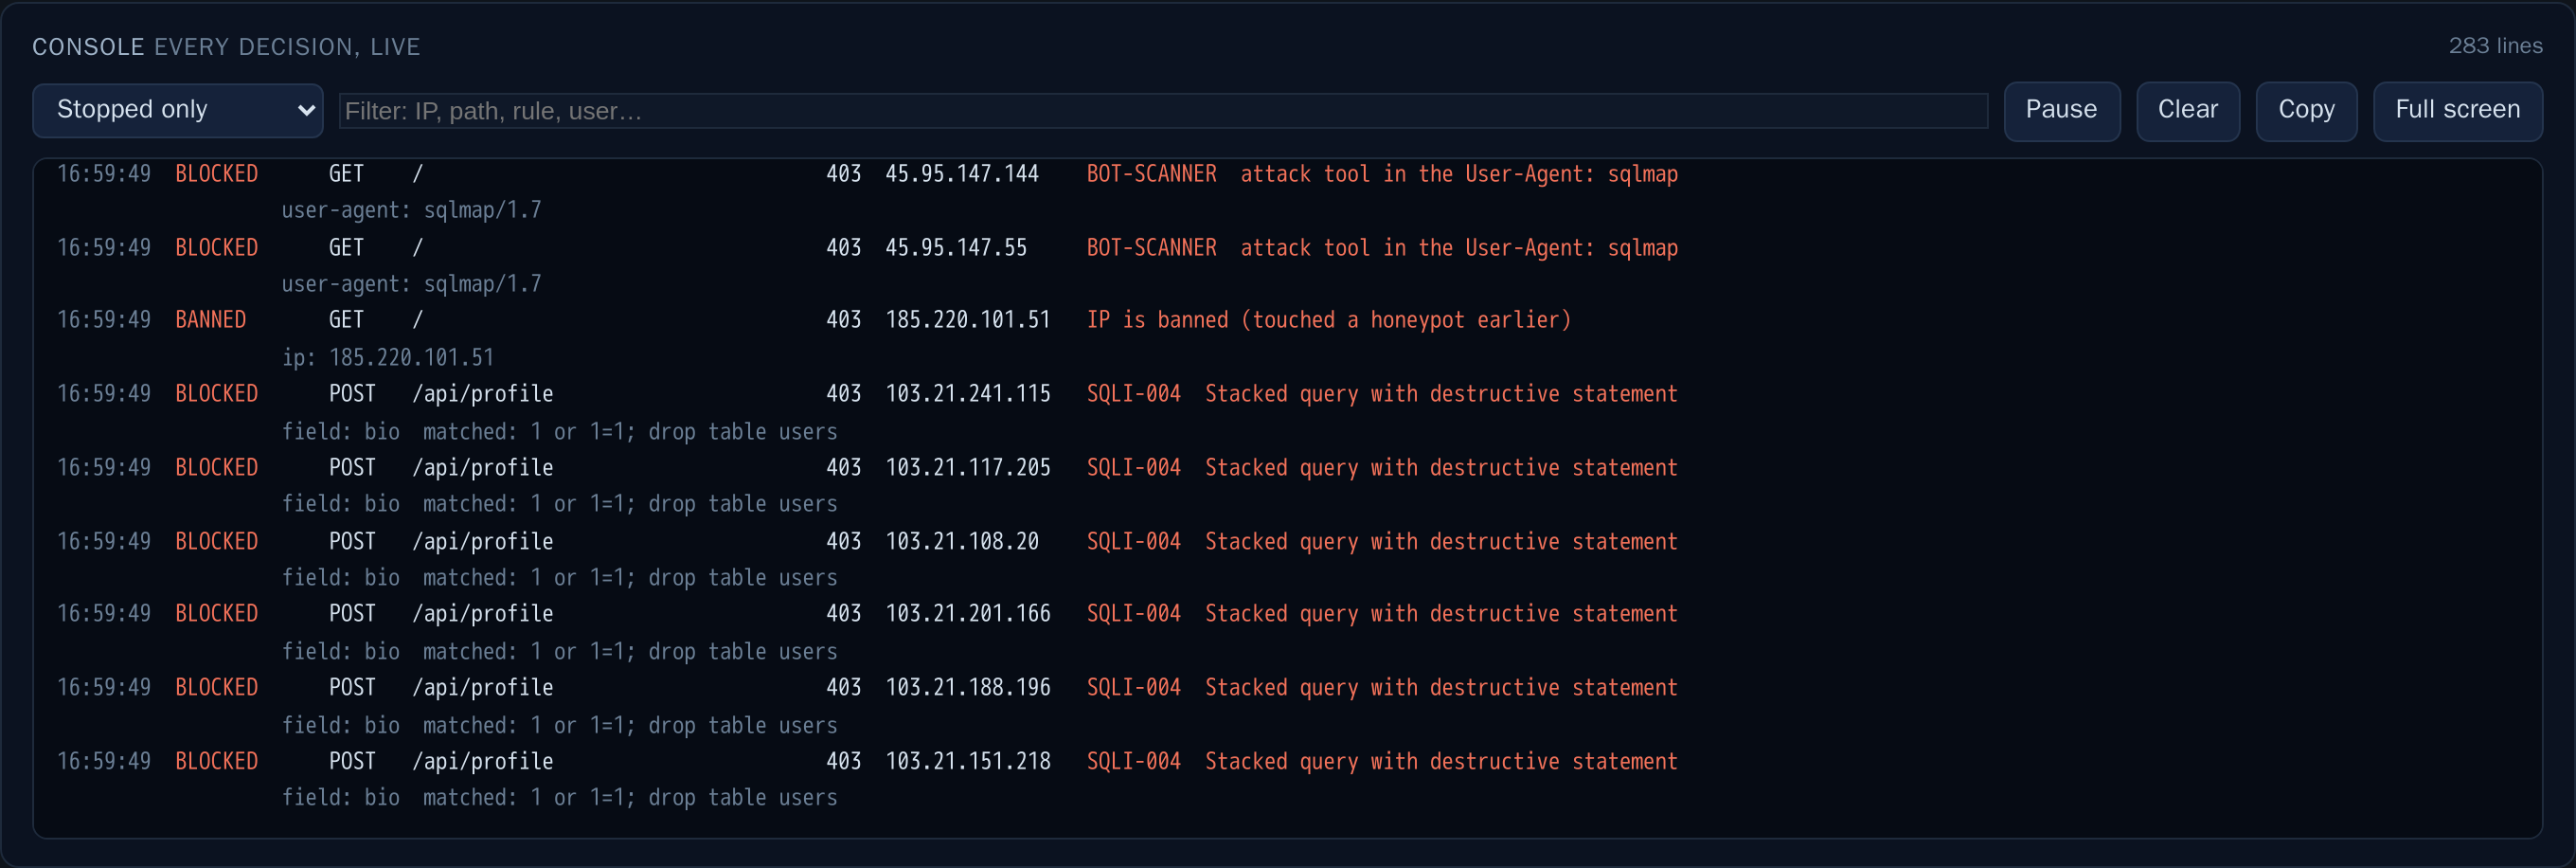 CONSOLE EVERY DECISION, LIVE 283 lines
Stopped only Filter: IP, path, rule, user… Pause Clear Copy Full screen
16:59:49 BLOCKED GET / 403 45.95.147.144 BOT-SCANNER attack tool in the User-Agent: sqlmap
user-agent: sqlmap/1.7
16:59:49 BLOCKED GET / 403 45.95.147.55 BOT-SCANNER attack tool in the User-Agent: sqlmap
user-agent: sqlmap/1.7
16:59:49 BANNED GET / 403 185.220.101.51 IP is banned (touched a honeypot earlier)
ip: 185.220.101.51
16:59:49 BLOCKED POST /api/profile 403 103.21.241.115 SQLI-004 Stacked query with destructive statement
field: bio matched: 1 or 1=1; drop table users
16:59:49 BLOCKED POST /api/profile 403 103.21.117.205 SQLI-004 Stacked query with destructive statement
field: bio matched: 1 or 1=1; drop table users
16:59:49 BLOCKED POST /api/profile 403 103.21.108.20 SQLI-004 Stacked query with destructive statement
field: bio matched: 1 or 1=1; drop table users
16:59:49 BLOCKED POST /api/profile 403 103.21.201.166 SQLI-004 Stacked query with destructive statement
field: bio matched: 1 or 1=1; drop table users
16:59:49 BLOCKED POST /api/profile 403 103.21.188.196 SQLI-004 Stacked query with destructive statement
field: bio matched: 1 or 1=1; drop table users
16:59:49 BLOCKED POST /api/profile 403 103.21.151.218 SQLI-004 Stacked query with destructive statement
field: bio matched: 1 or 1=1; drop table users